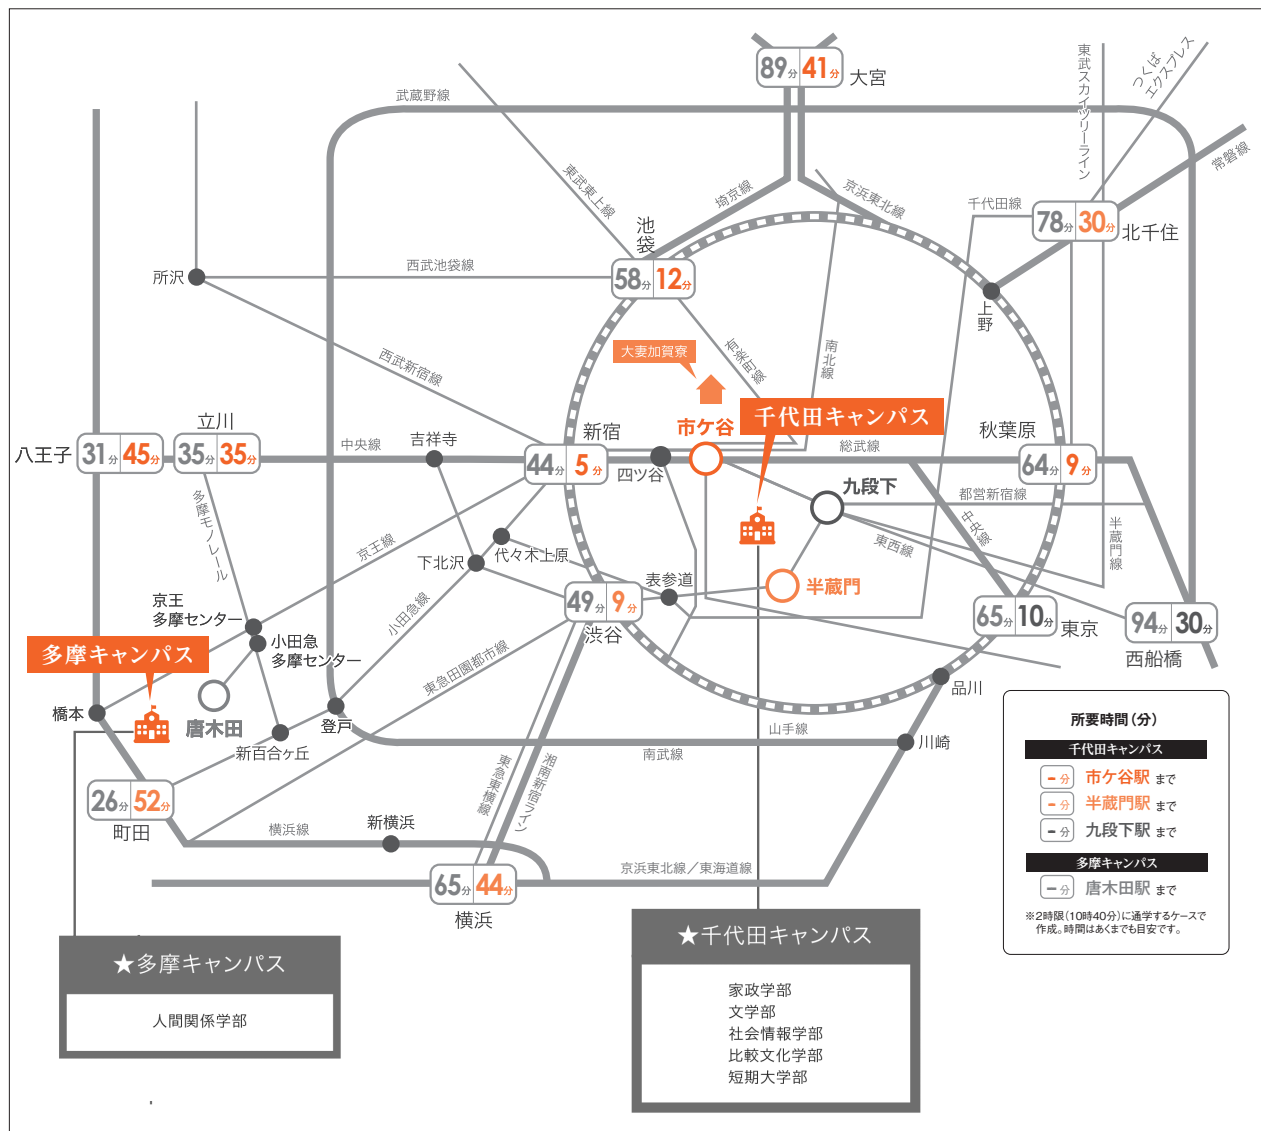 89分 41分 大宮
武蔵野線
東武スカイツリーライン
つくば
エクスプレス
常磐線
東武東上線
埼京線
京浜東北線
千代田線
78分 30分 北千住
池袋
58分 12分
西武池袋線
所沢
上野
大妻加賀寮
有楽町線
南北線
西武新宿線
市ケ谷
千代田キャンパス
立川
八王子 31分 45分
35分 35分
中央線
吉祥寺
新宿
44分 5分
四ツ谷
総武線
秋葉原
64分 9分
九段下
都営新宿線
中央線
東西線
半蔵門線
多摩モノレール
京王線
下北沢
代々木上原
表参道
半蔵門
49分 9分
渋谷
65分 10分 東京
94分 30分
西船橋
京王
多摩センター
小田急
多摩センター
小田急線
東急田園都市線
多摩キャンパス
橋本
唐木田
新百合ヶ丘
登戸
品川
山手線
川崎
南武線
東急東横線
湘南新宿ライン
26分 52分
町田
横浜線
新横浜
65分 44分
横浜
京浜東北線／東海道線
所要時間（分）
千代田キャンパス
-分 市ケ谷駅 まで
-分 半蔵門駅 まで
-分 九段下駅 まで
多摩キャンパス
-分 唐木田駅 まで
※2時限（10時40分）に通学するケースで
作成。時間はあくまでも目安です。
★多摩キャンパス
人間関係学部
★千代田キャンパス
家政学部
文学部
社会情報学部
比較文化学部
短期大学部